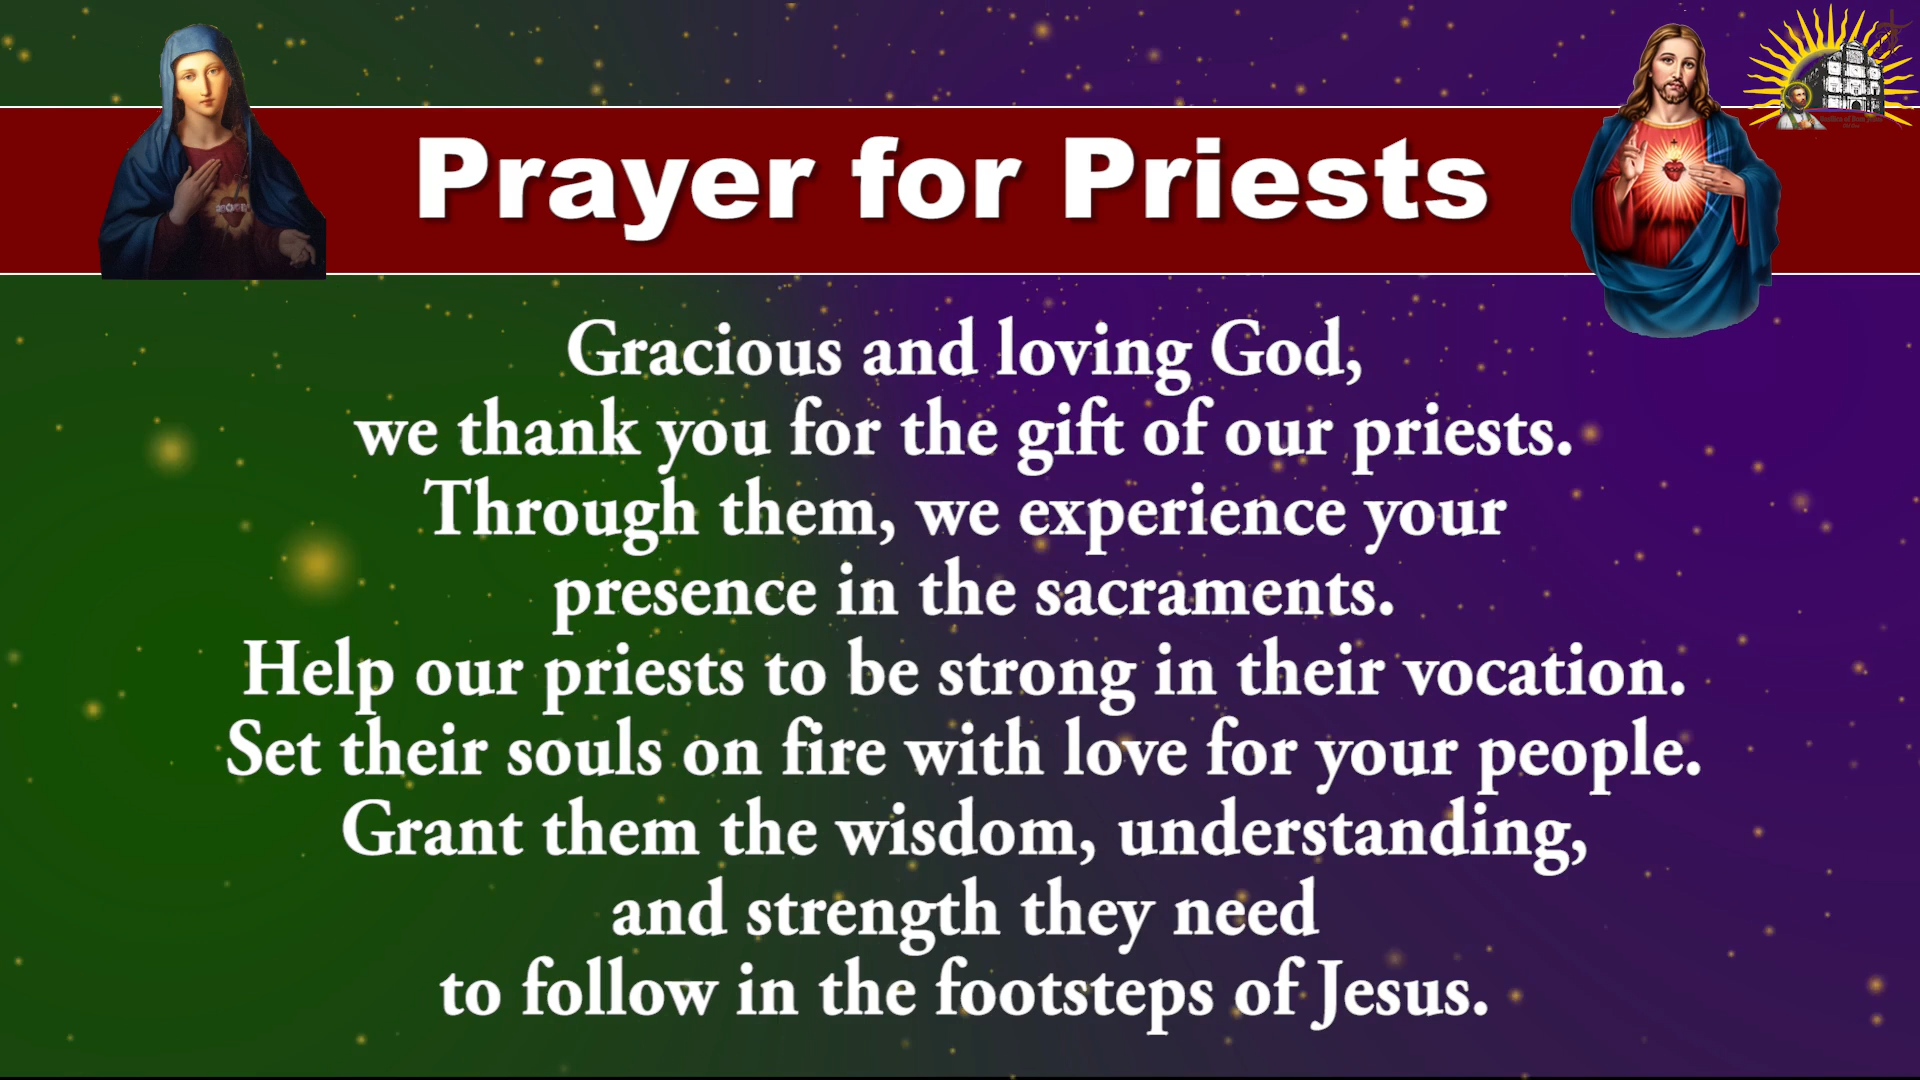 Prayer for Priests
Gracious and loving God,
we thank you for the gift of our priests.
Through them, we experience your
presence in the sacraments.
Help our priests to be strong in their vocation.
Set their souls on fire with love for your people.
Grant them the wisdom, understanding,
and strength they need
to follow in the footsteps of Jesus.